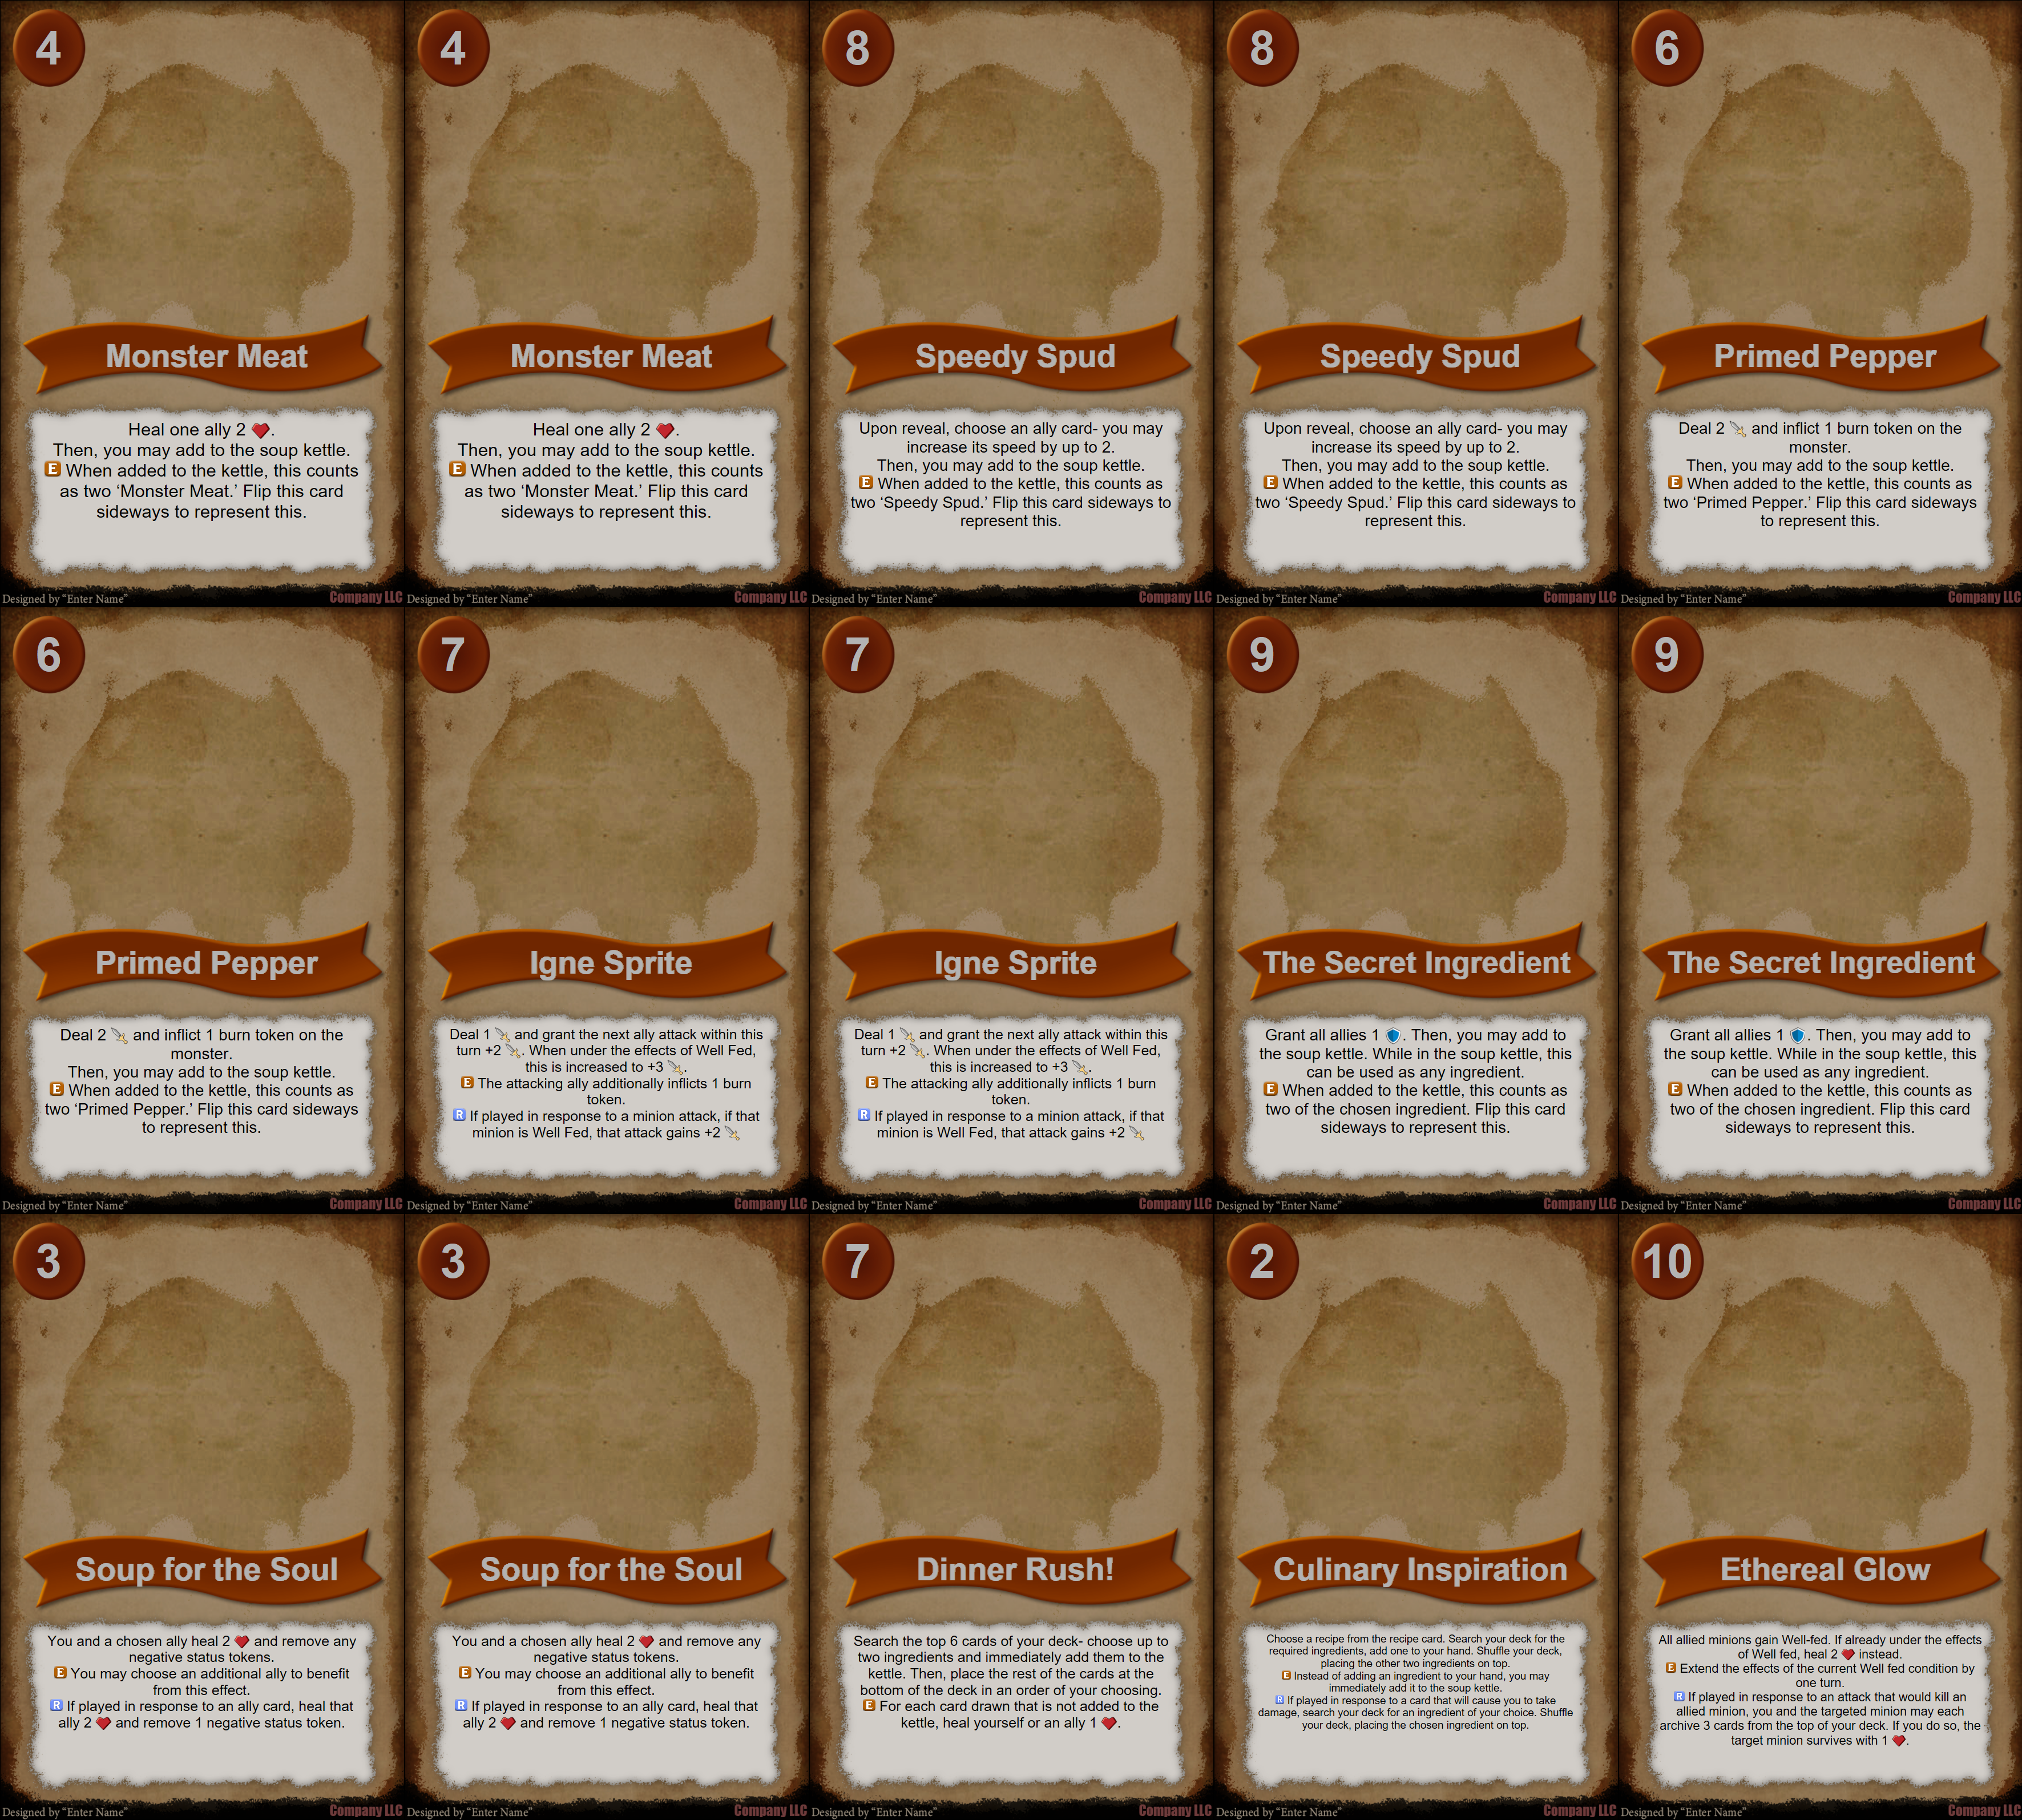 4
Monster Meat
Heal one ally 2 ❤.
Then, you may add to the soup kettle.
E When added to the kettle, this counts
as two ‘Monster Meat.’ Flip this card
sideways to represent this.
Designed by “Enter Name”
Company LLC
4
Monster Meat
Heal one ally 2 ❤.
Then, you may add to the soup kettle.
E When added to the kettle, this counts
as two ‘Monster Meat.’ Flip this card
sideways to represent this.
Designed by “Enter Name”
Company LLC
8
Speedy Spud
Upon reveal, choose an ally card- you may
increase its speed by up to 2.
Then, you may add to the soup kettle.
E When added to the kettle, this counts as
two ‘Speedy Spud.’ Flip this card sideways to
represent this.
Designed by “Enter Name”
Company LLC
8
Speedy Spud
Upon reveal, choose an ally card- you may
increase its speed by up to 2.
Then, you may add to the soup kettle.
E When added to the kettle, this counts as
two ‘Speedy Spud.’ Flip this card sideways to
represent this.
Designed by “Enter Name”
Company LLC
6
Primed Pepper
Deal 2 🗡 and inflict 1 burn token on the
monster.
Then, you may add to the soup kettle.
E When added to the kettle, this counts as
two ‘Primed Pepper.’ Flip this card sideways
to represent this.
Designed by “Enter Name”
Company LLC
6
Primed Pepper
Deal 2 🗡 and inflict 1 burn token on the
monster.
Then, you may add to the soup kettle.
E When added to the kettle, this counts as
two ‘Primed Pepper.’ Flip this card sideways
to represent this.
Designed by “Enter Name”
Company LLC
7
Igne Sprite
Deal 1 🗡 and grant the next ally attack within this
turn +2 🗡. When under the effects of Well Fed,
this is increased to +3 🗡.
E The attacking ally additionally inflicts 1 burn
token.
R If played in response to a minion attack, if that
minion is Well Fed, that attack gains +2 🗡
Designed by “Enter Name”
Company LLC
7
Igne Sprite
Deal 1 🗡 and grant the next ally attack within this
turn +2 🗡. When under the effects of Well Fed,
this is increased to +3 🗡.
E The attacking ally additionally inflicts 1 burn
token.
R If played in response to a minion attack, if that
minion is Well Fed, that attack gains +2 🗡
Designed by “Enter Name”
Company LLC
9
The Secret Ingredient
Grant all allies 1 🛡. Then, you may add to
the soup kettle. While in the soup kettle, this
can be used as any ingredient.
E When added to the kettle, this counts as
two of the chosen ingredient. Flip this card
sideways to represent this.
Designed by “Enter Name”
Company LLC
9
The Secret Ingredient
Grant all allies 1 🛡. Then, you may add to
the soup kettle. While in the soup kettle, this
can be used as any ingredient.
E When added to the kettle, this counts as
two of the chosen ingredient. Flip this card
sideways to represent this.
Designed by “Enter Name”
Company LLC
3
Soup for the Soul
You and a chosen ally heal 2 ❤ and remove any
negative status tokens.
E You may choose an additional ally to benefit
from this effect.
R If played in response to an ally card, heal that
ally 2 ❤ and remove 1 negative status token.
Designed by “Enter Name”
Company LLC
3
Soup for the Soul
You and a chosen ally heal 2 ❤ and remove any
negative status tokens.
E You may choose an additional ally to benefit
from this effect.
R If played in response to an ally card, heal that
ally 2 ❤ and remove 1 negative status token.
Designed by “Enter Name”
Company LLC
7
Dinner Rush!
Search the top 6 cards of your deck- choose up to
two ingredients and immediately add them to the
kettle. Then, place the rest of the cards at the
bottom of the deck in an order of your choosing.
E For each card drawn that is not added to the
kettle, heal yourself or an ally 1 ❤.
Designed by “Enter Name”
Company LLC
2
Culinary Inspiration
Choose a recipe from the recipe card. Search your deck for the
required ingredients, add one to your hand. Shuffle your deck,
placing the other two ingredients on top.
E Instead of adding an ingredient to your hand, you may
immediately add it to the soup kettle.
R If played in response to a card that will cause you to take
damage, search your deck for an ingredient of your choice. Shuffle
your deck, placing the chosen ingredient on top.
Designed by “Enter Name”
Company LLC
10
Ethereal Glow
All allied minions gain Well-fed. If already under the effects
of Well fed, heal 2 ❤ instead.
E Extend the effects of the current Well fed condition by
one turn.
R If played in response to an attack that would kill an
allied minion, you and the targeted minion may each
archive 3 cards from the top of your deck. If you do so, the
target minion survives with 1 ❤.
Designed by “Enter Name”
Company LLC